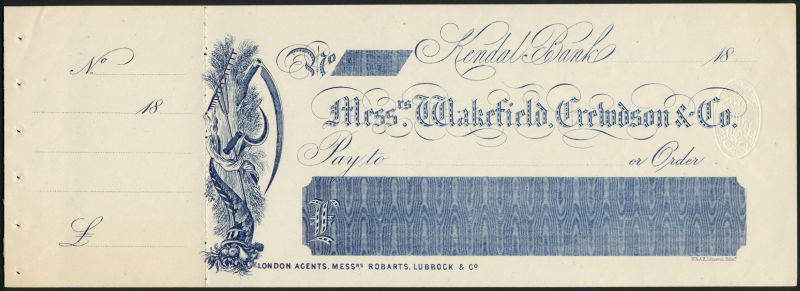 No
18
£
No
Kendal Bank 18
Messrs. Wakefield, Crewdson & Co.
Pay to or Order
£
LONDON AGENTS, MESSRS ROBARTS, LUBBOCK & Co